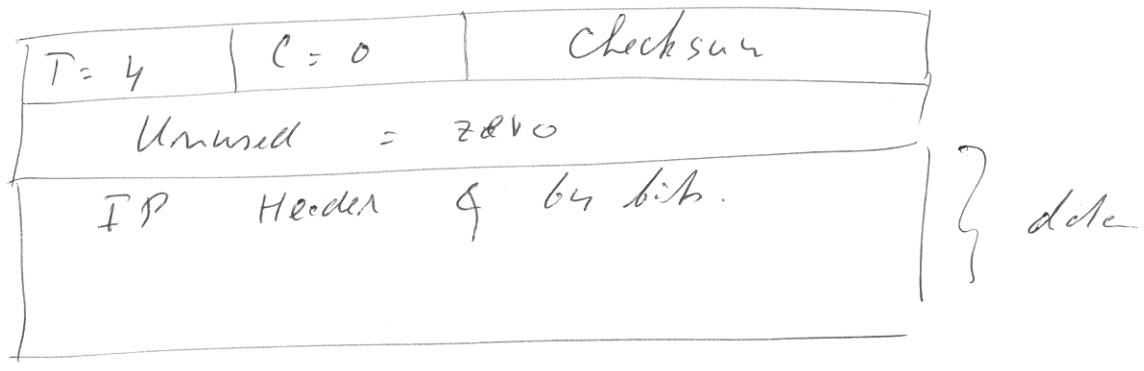 T = 4 C = 0 Checksum
Unused = zero
IP Header & 64 bits.
data